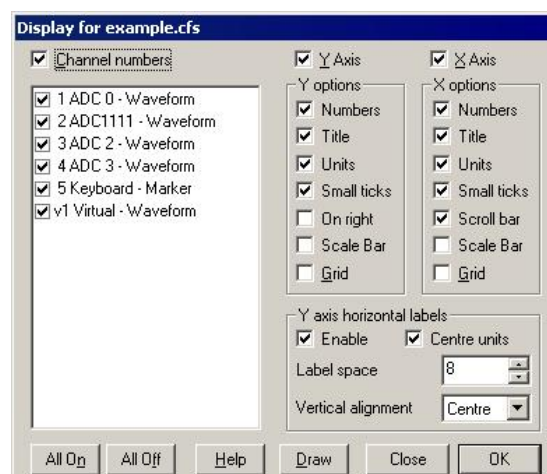 Display for example.cfs
Channel numbers
Y Axis
X Axis
1 ADC 0 - Waveform
2 ADC1111 - Waveform
3 ADC 2 - Waveform
4 ADC 3 - Waveform
5 Keyboard - Marker
v1 Virtual - Waveform
Y options
Numbers
Title
Units
Small ticks
On right
Scale Bar
Grid
X options
Numbers
Title
Units
Small ticks
Scroll bar
Scale Bar
Grid
Y axis horizontal labels
Enable
Centre units
Label space
8
Vertical alignment
Centre
All On
All Off
Help
Draw
Close
OK